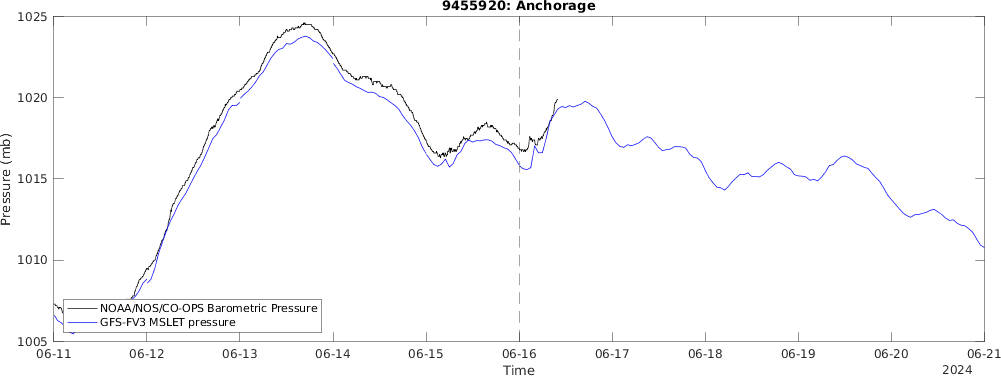 9455920: Anchorage
Pressure (mb)
1025
1020
1015
1010
1005
NOAA/NOS/CO-OPS Barometric Pressure
GFS-FV3 MSLET pressure
06-11 06-12 06-13 06-14 06-15 06-16 06-17 06-18 06-19 06-20 06-21
Time
2024